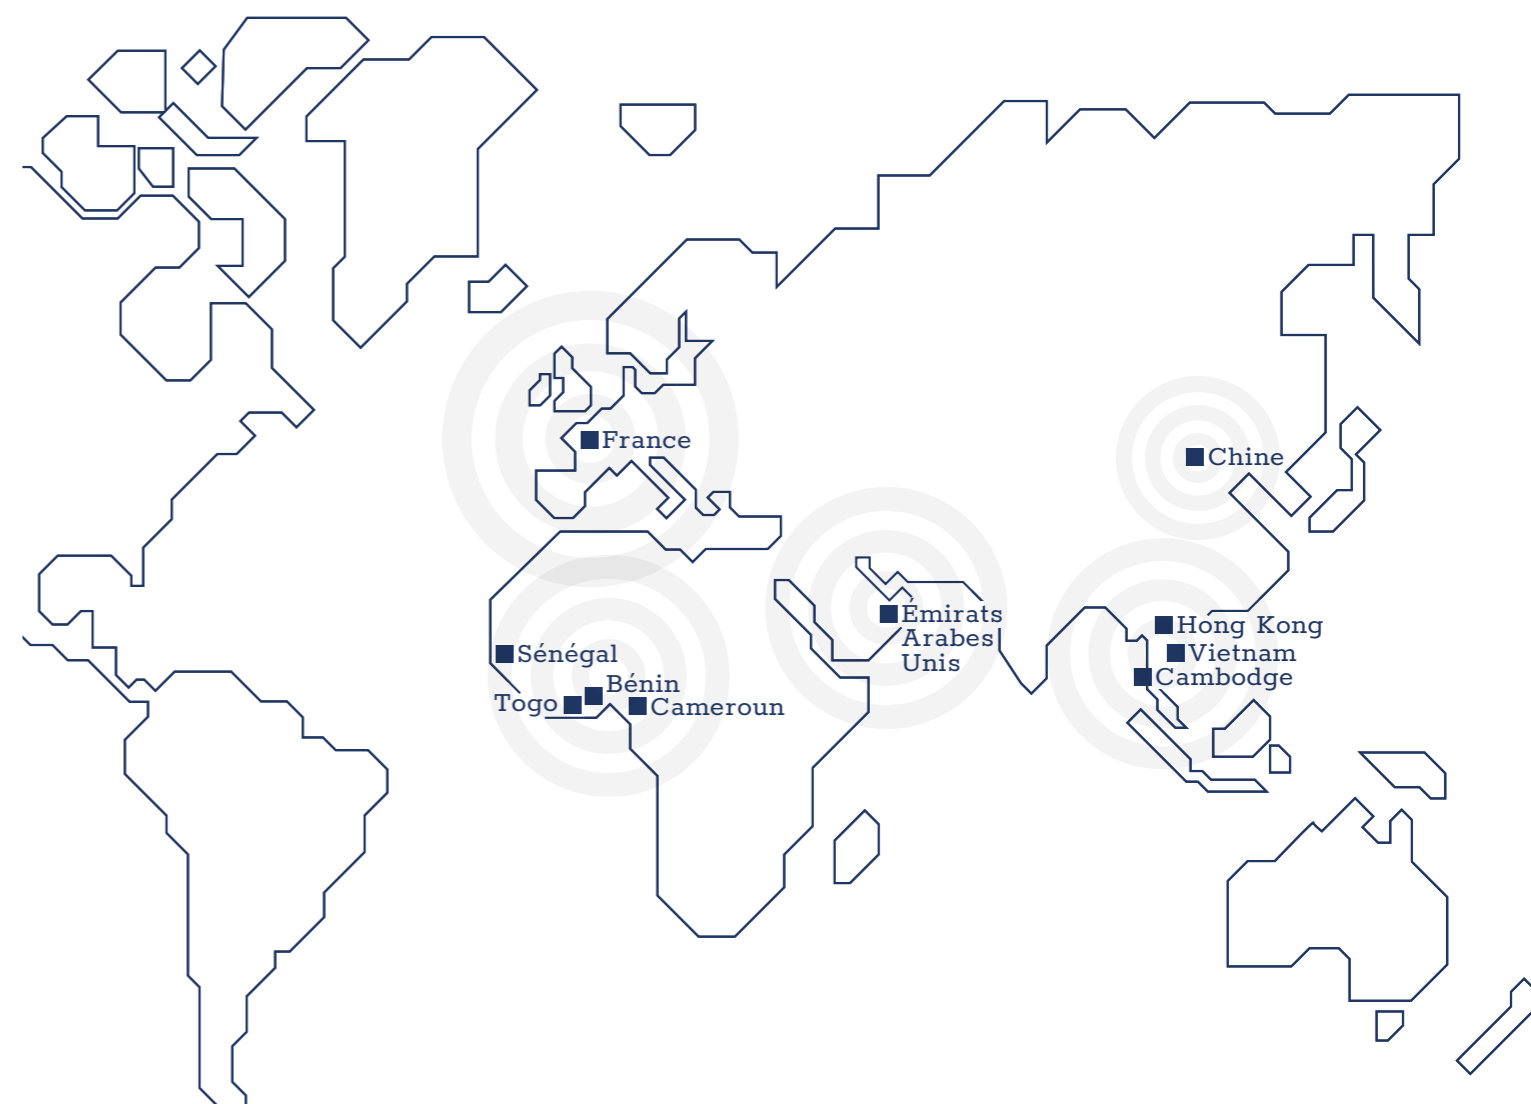 France
Chine
Émirats
Arabes
Unis
Hong Kong
Vietnam
Cambodge
Sénégal
Bénin
Togo
Cameroun